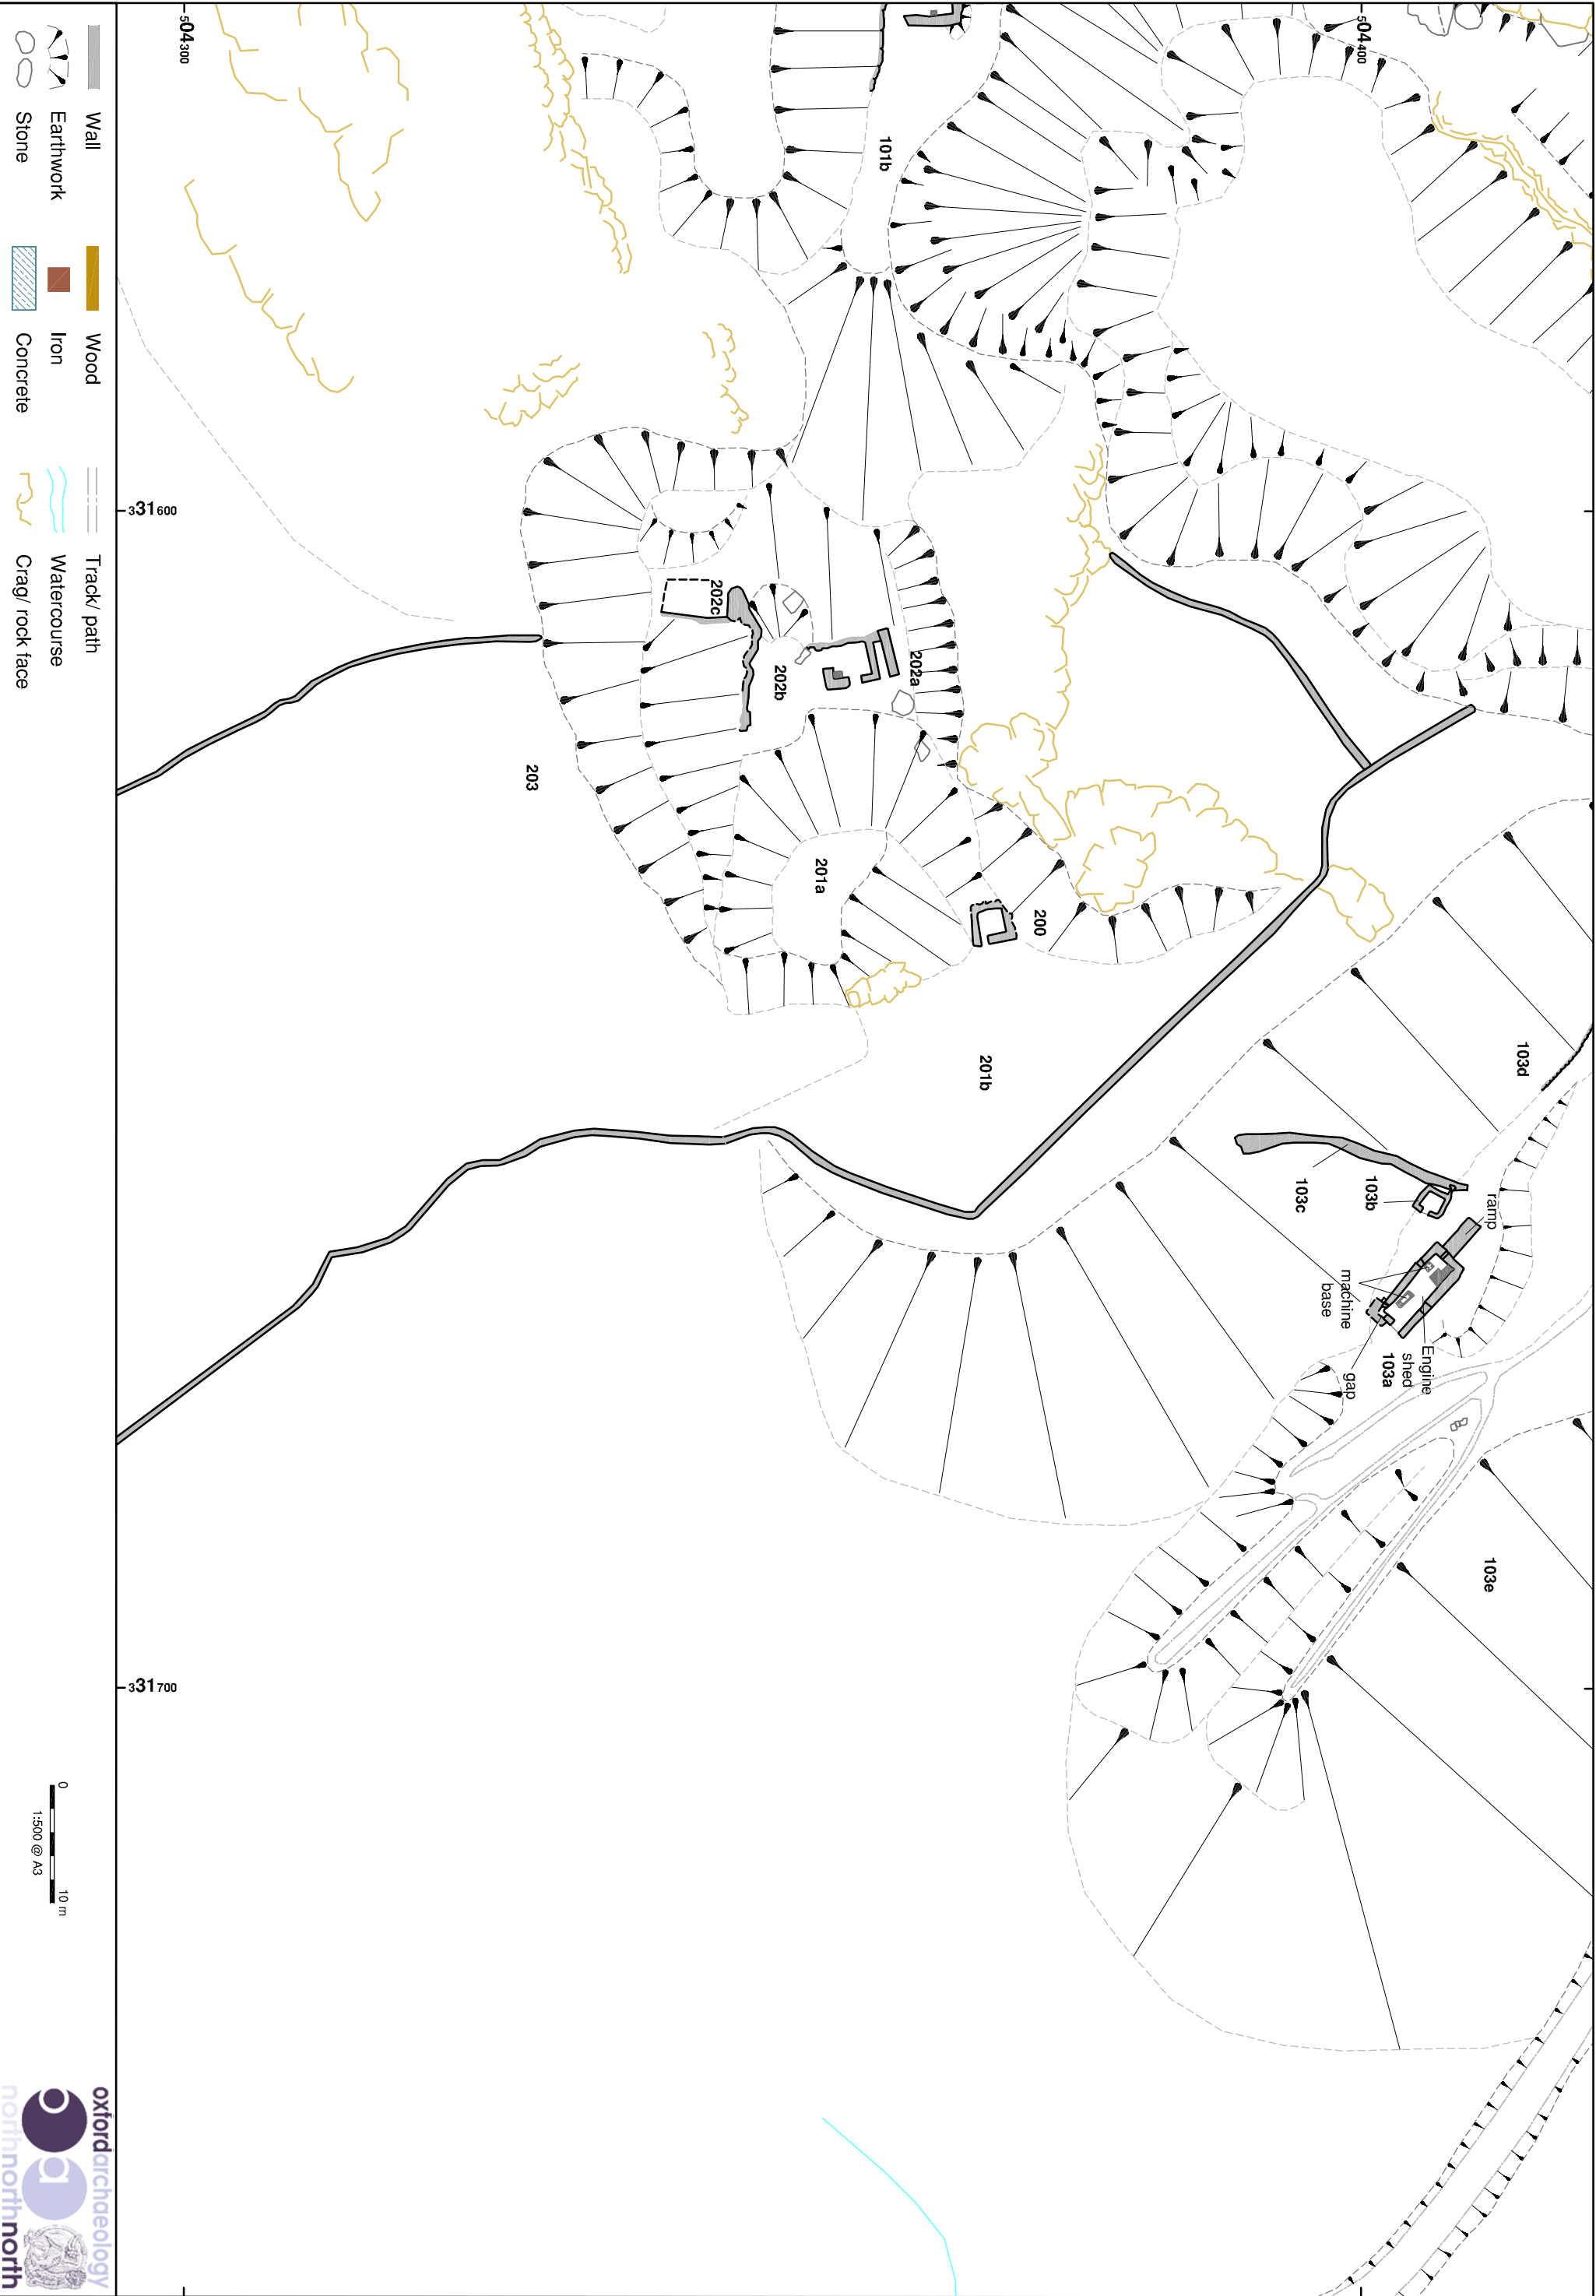 504400
504300
331600
331700
101b
202a
202b
202c
203
201a
200
201b
103d
103c
103b
ramp
machine
base
Engine
shed
103a
gap
103e
Wall
Earthwork
Stone
Wood
Iron
Concrete
Track/ path
Watercourse
Crag/ rock face
0 10 m
1:500 @ A3
oxfordarchaeology
northnorthnorth